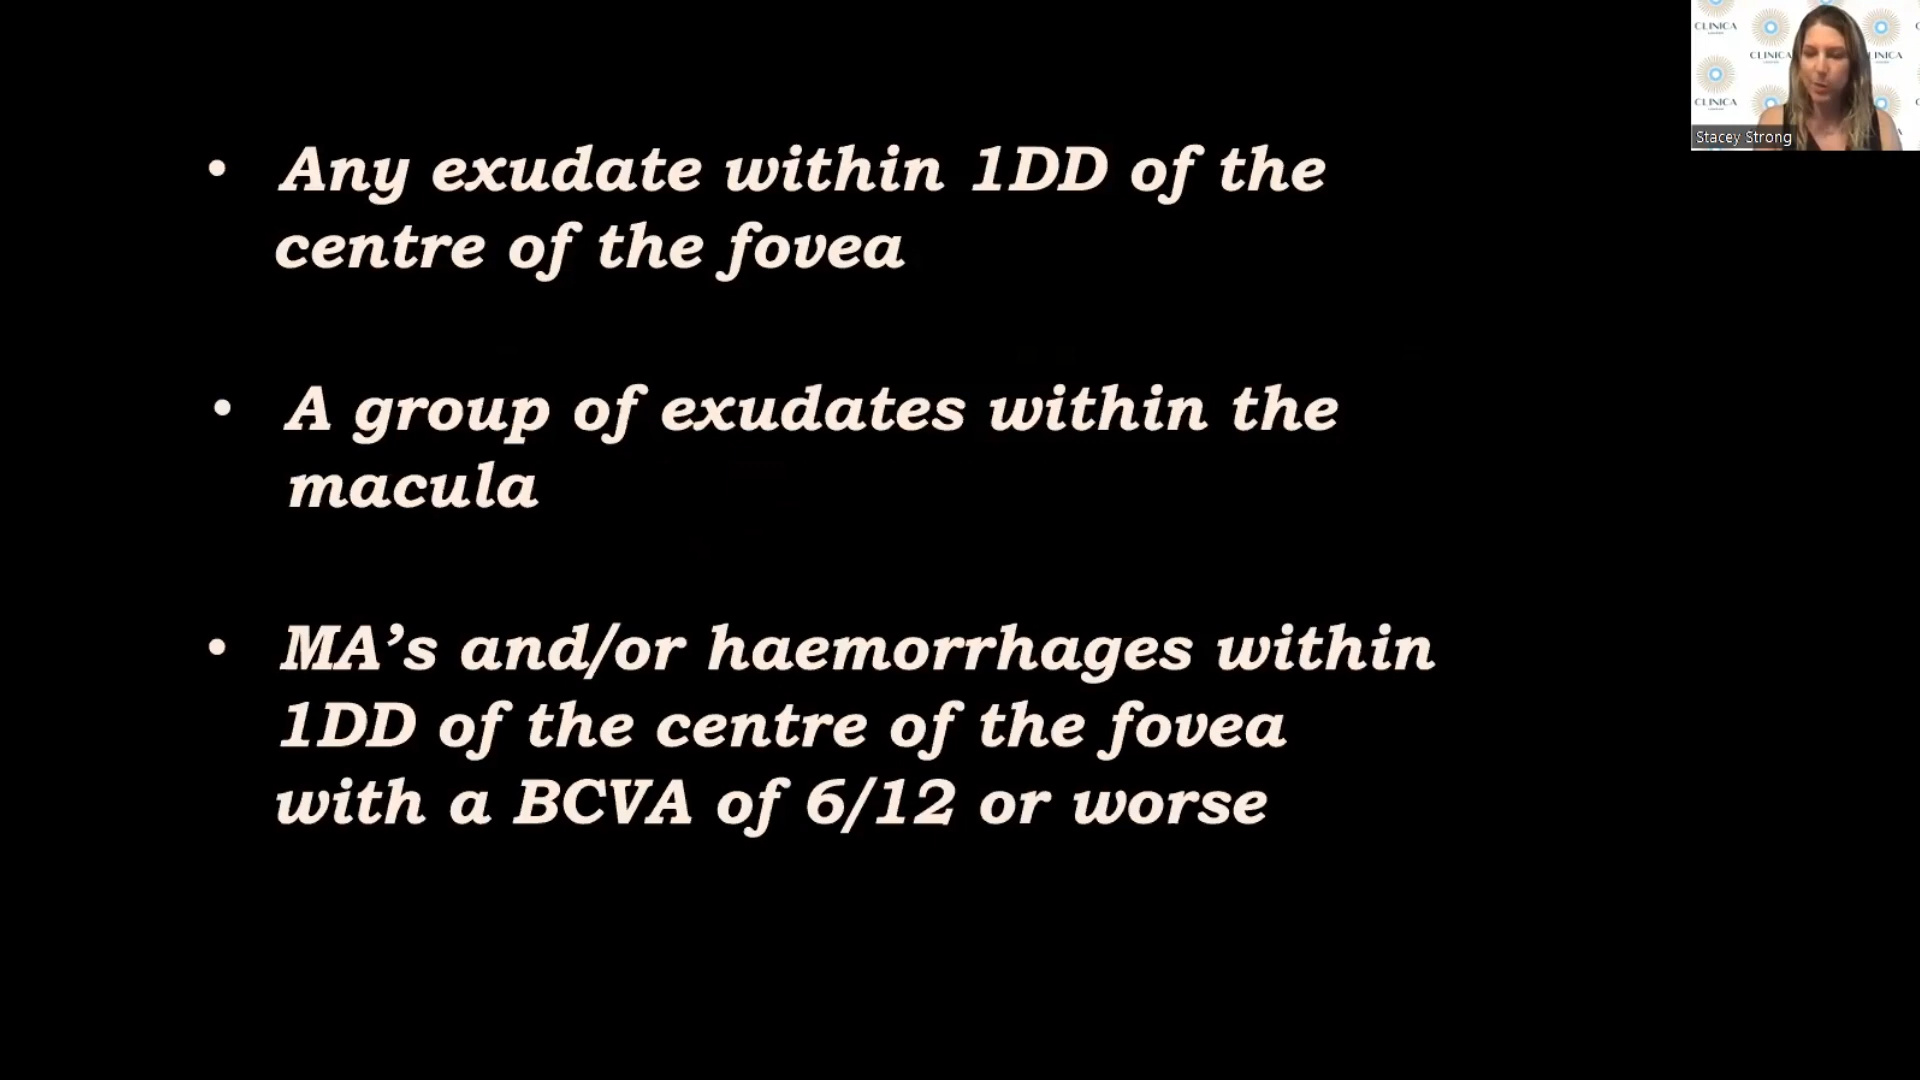 • Any exudate within 1DD of the
centre of the fovea
• A group of exudates within the
macula
• MA’s and/or haemorrhages within
1DD of the centre of the fovea
with a BCVA of 6/12 or worse
CLINICA
CLINICA
CLINICA
CLINICA
Stacey Strong